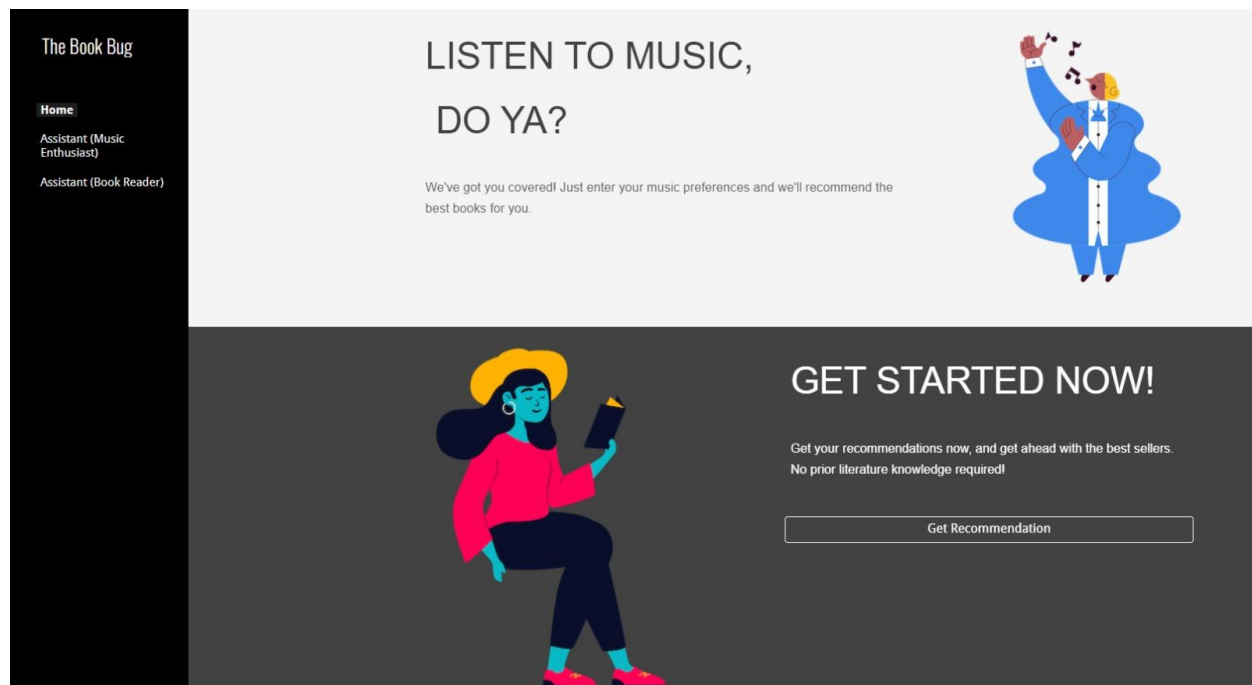 The Book Bug
Home
Assistant (Music
Enthusiast)
Assistant (Book Reader)
LISTEN TO MUSIC,
DO YA?
We've got you covered! Just enter your music preferences and we'll recommend the
best books for you.
GET STARTED NOW!
Get your recommendations now, and get ahead with the best sellers.
No prior literature knowledge required!
Get Recommendation